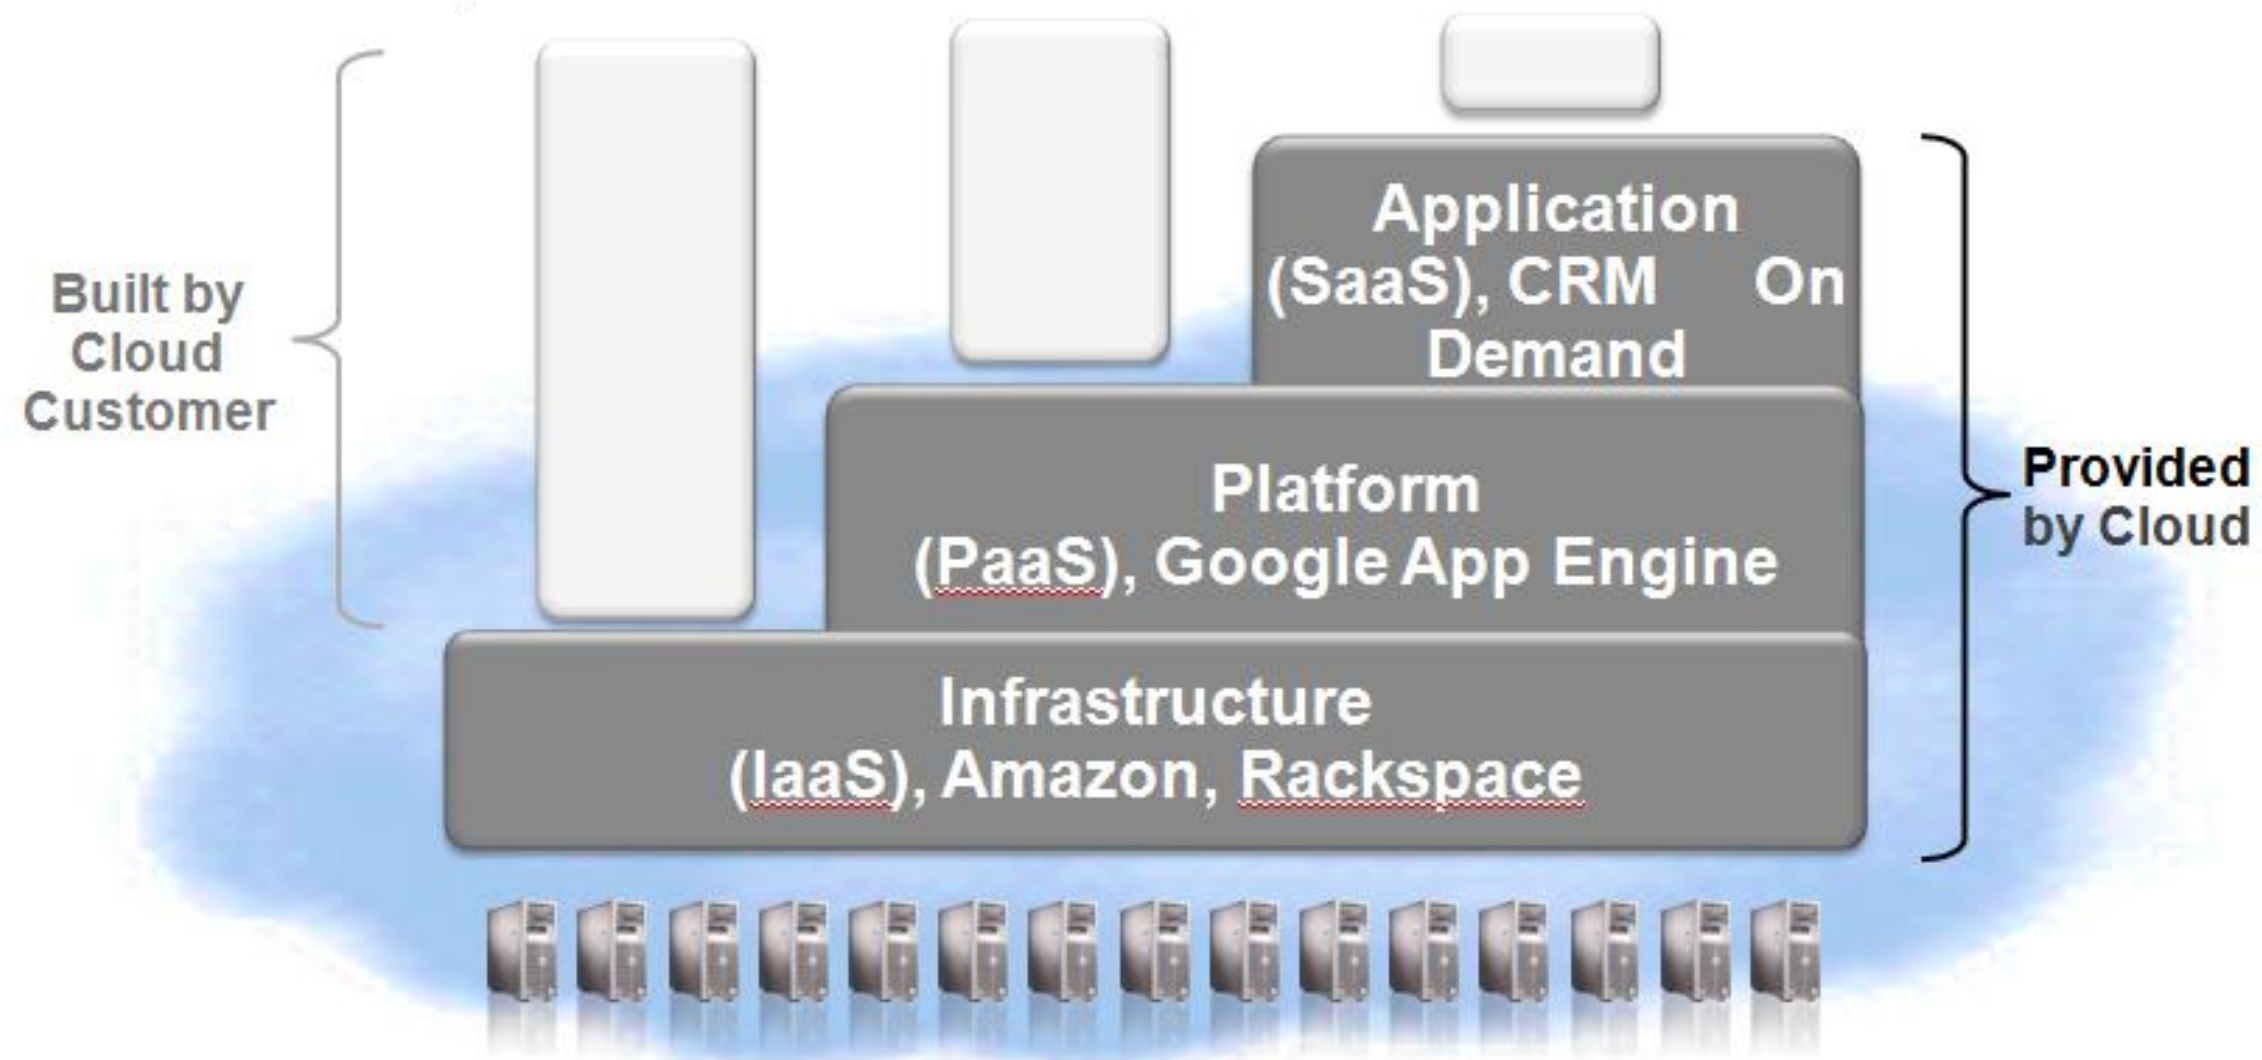 Built by
Cloud
Customer
Application
(SaaS), CRM On
Demand
Platform
(PaaS), Google App Engine
Infrastructure
(IaaS), Amazon, Rackspace
Provided
by Cloud